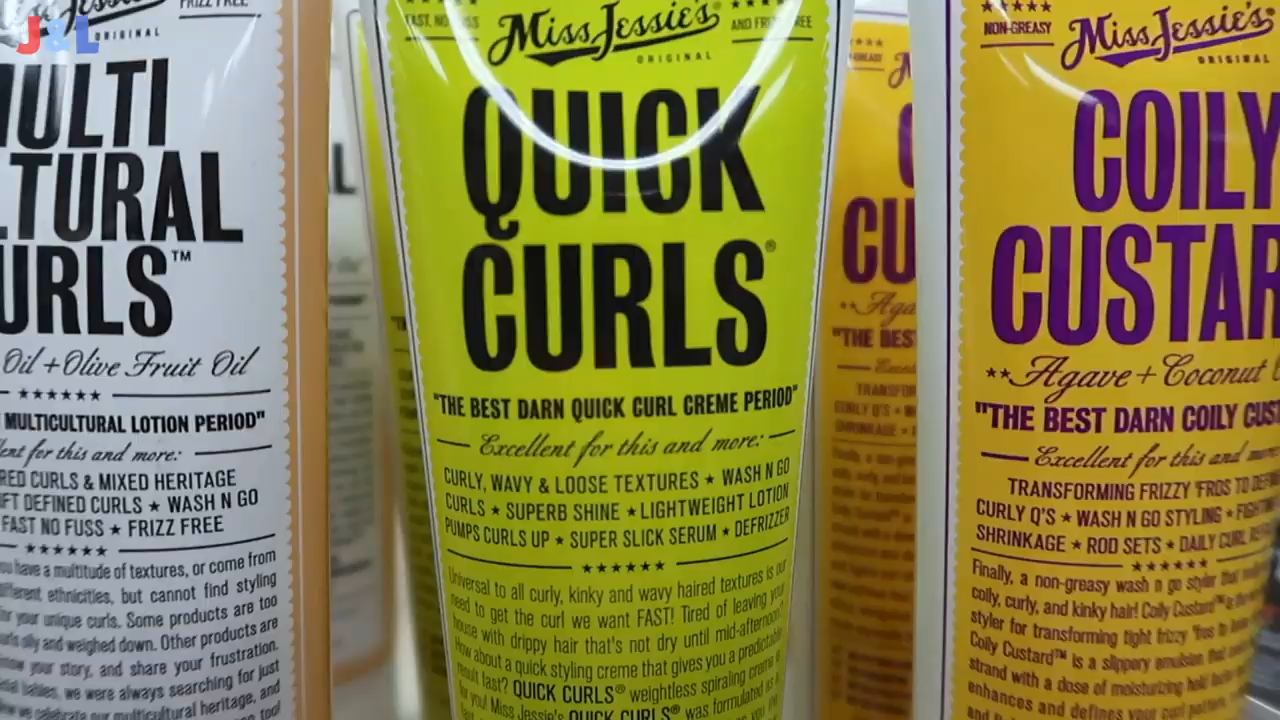 J&L
FRIZZ FREE
ORIGINAL
MULTI
CURLS™
Oil + Olive Fruit Oil
MULTICULTURAL LOTION PERIOD"
for this and more:
CURLS & MIXED HERITAGE
DEFINED CURLS ★ WASH N GO
FAST NO FUSS ★ FRIZZ FREE
have a multitude of textures, or come from
ethnicities, but cannot find styling
your unique curls. Some products are too
oily and weighed down. Other products are
your story, and share your frustration.
babies, we were always searching for just
we celebrate our multicultural heritage, and
tool
FAST, NO FUSS
Miss Jessie's®
ORIGINAL
AND FRIZZ FREE
QUICK
CURLS®
"THE BEST DARN QUICK CURL CREME PERIOD"
Excellent for this and more:
CURLY, WAVY & LOOSE TEXTURES ★ WASH N GO
CURLS ★ SUPERB SHINE ★ LIGHTWEIGHT LOTION
PUMPS CURLS UP ★ SUPER SLICK SERUM ★ DEFRIZZER
Universal to all curly, kinky and wavy haired textures is our
need to get the curl we want FAST! Tired of leaving your
house with drippy hair that's not dry until mid-afternoon?
How about a quick styling creme that gives you a predictable
result fast? QUICK CURLS® weightless spiraling creme is
for you! Miss Jessie's QUICK CURLS® was formulated
CU
"THE BES
NON-GREASY
Miss Jessie's®
ORIGINAL
COILY
CUSTAR
**Agave + Coconut
"THE BEST DARN COILY CUS
Excellent for this and more
TRANSFORMING FRIZZY 'FROS TO
CURLY Q'S ★ WASH N GO STYLING ★
SHRINKAGE ★ ROD SETS ★ DAILY CURL
Finally, a non-greasy wash n go styler that
coily, curly, and kinky hair! Coily Custard™ is the
styler for transforming tight frizzy 'fros to
Coily Custard™ is a slippery emulsion that
strand with a dose of moisturizing hold
enhances and defines your curl pattern,